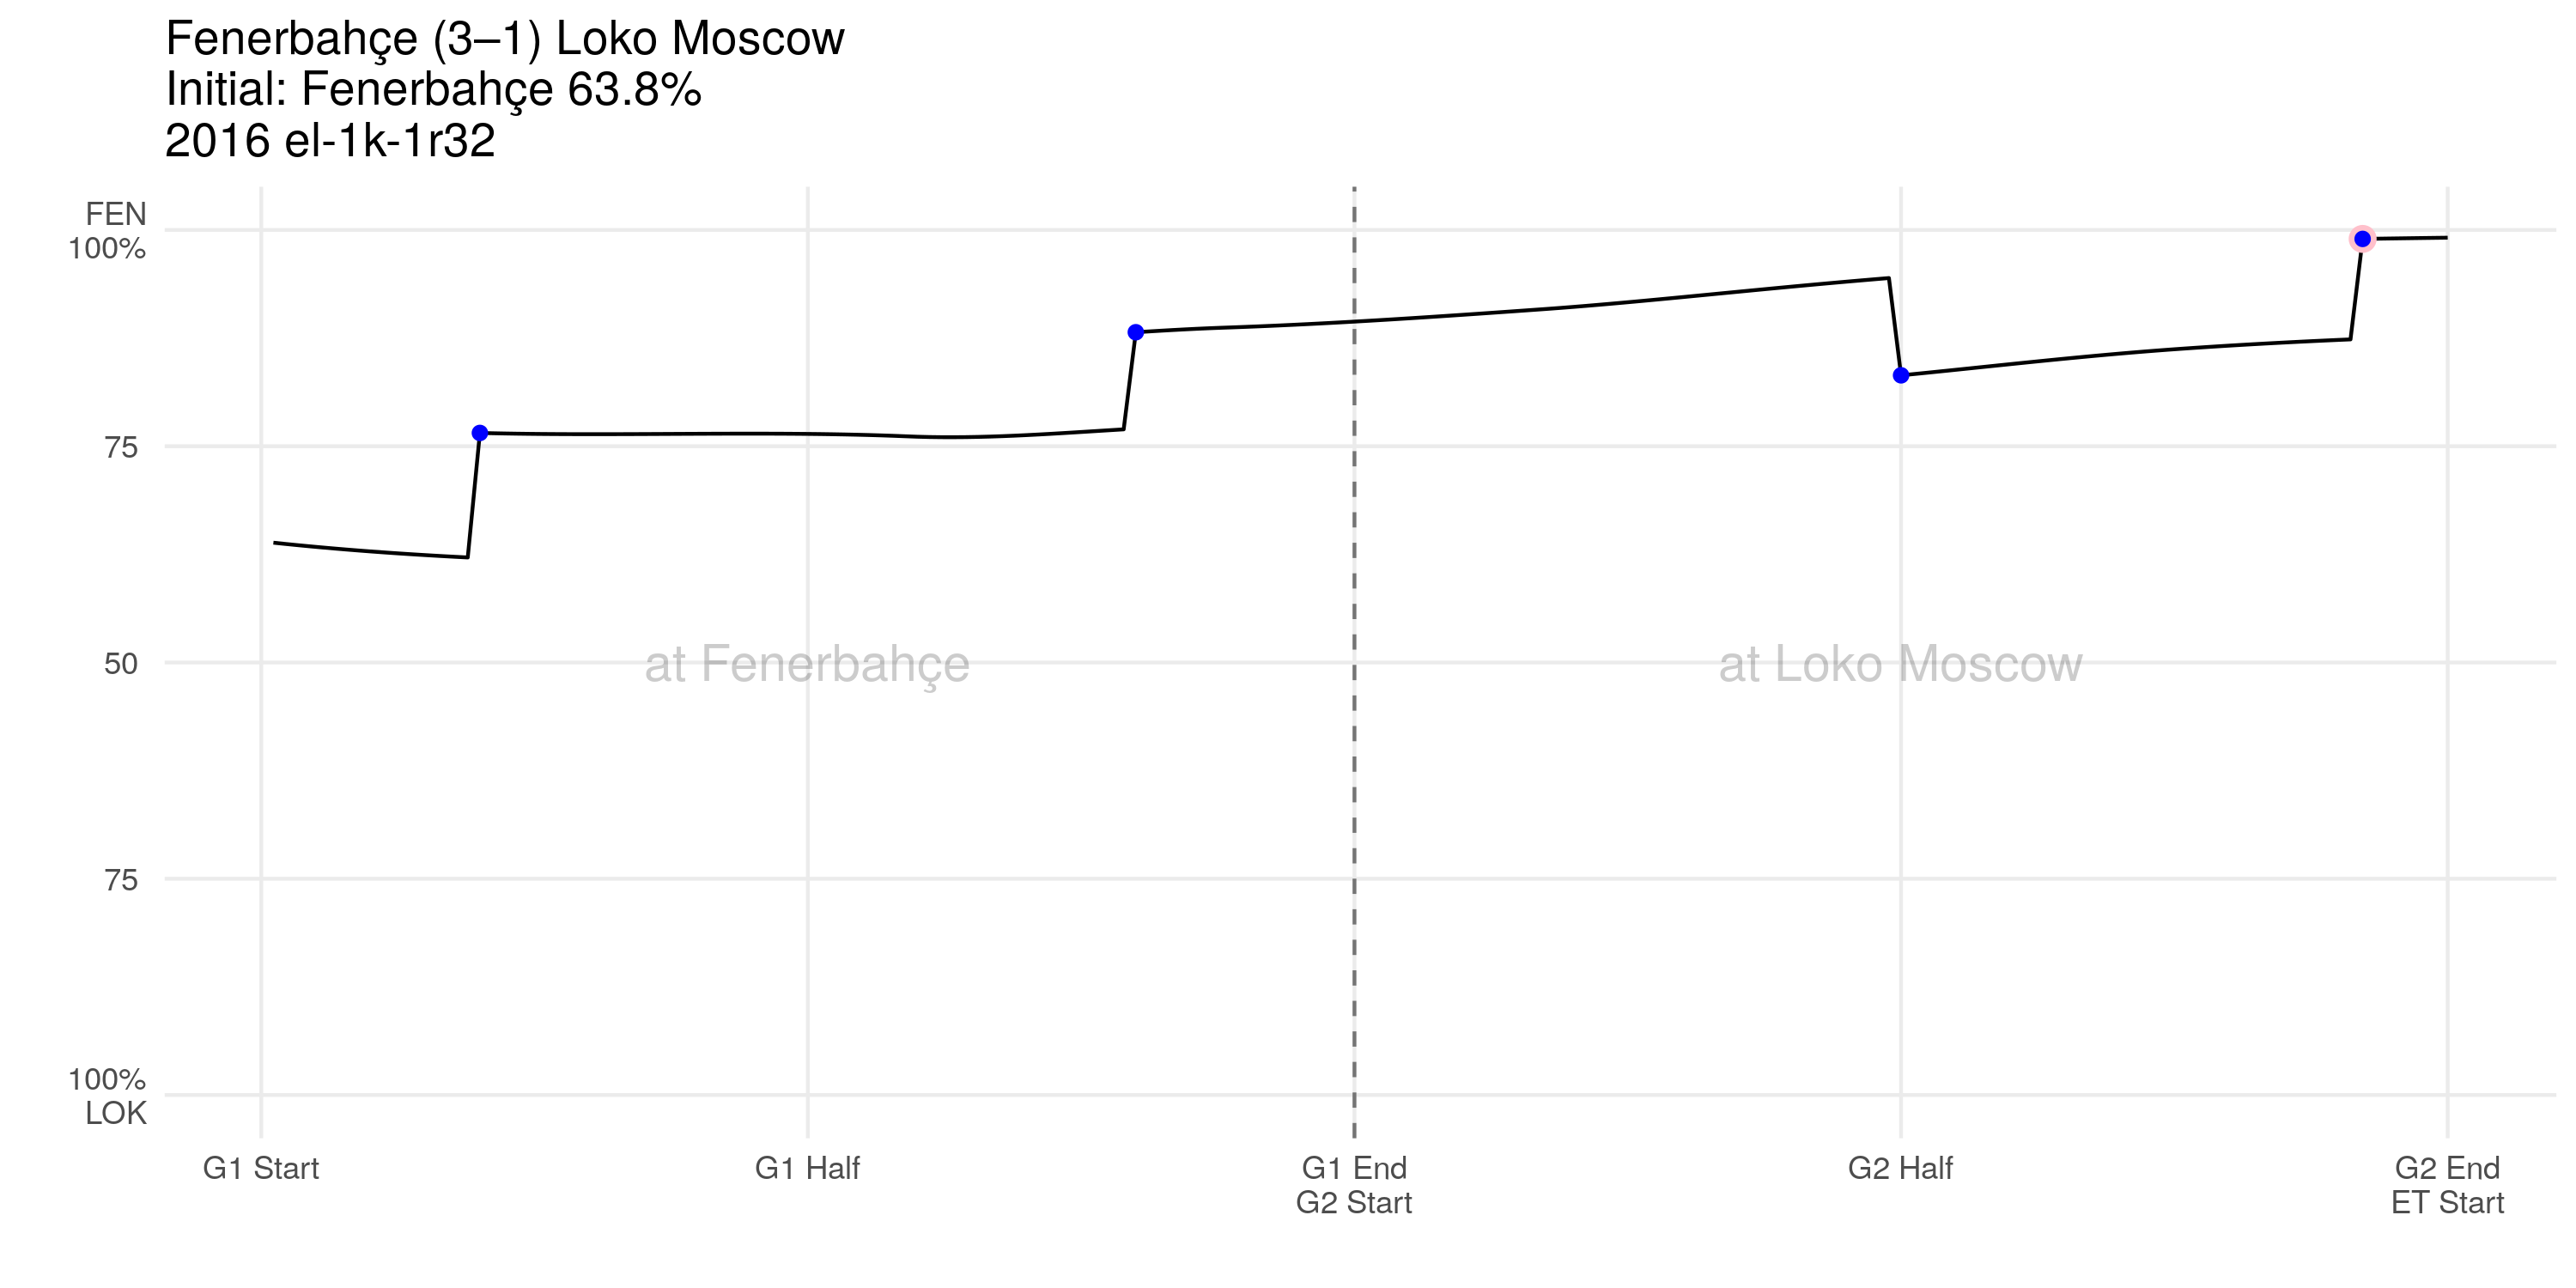 Fenerbahçe (3–1) Loko Moscow
Initial: Fenerbahçe 63.8%
2016 el-1k-1r32
FEN
100%
75
50
75
100%
LOK
at Fenerbahçe
at Loko Moscow
G1 Start
G1 Half
G1 End
G2 Start
G2 Half
G2 End
ET Start